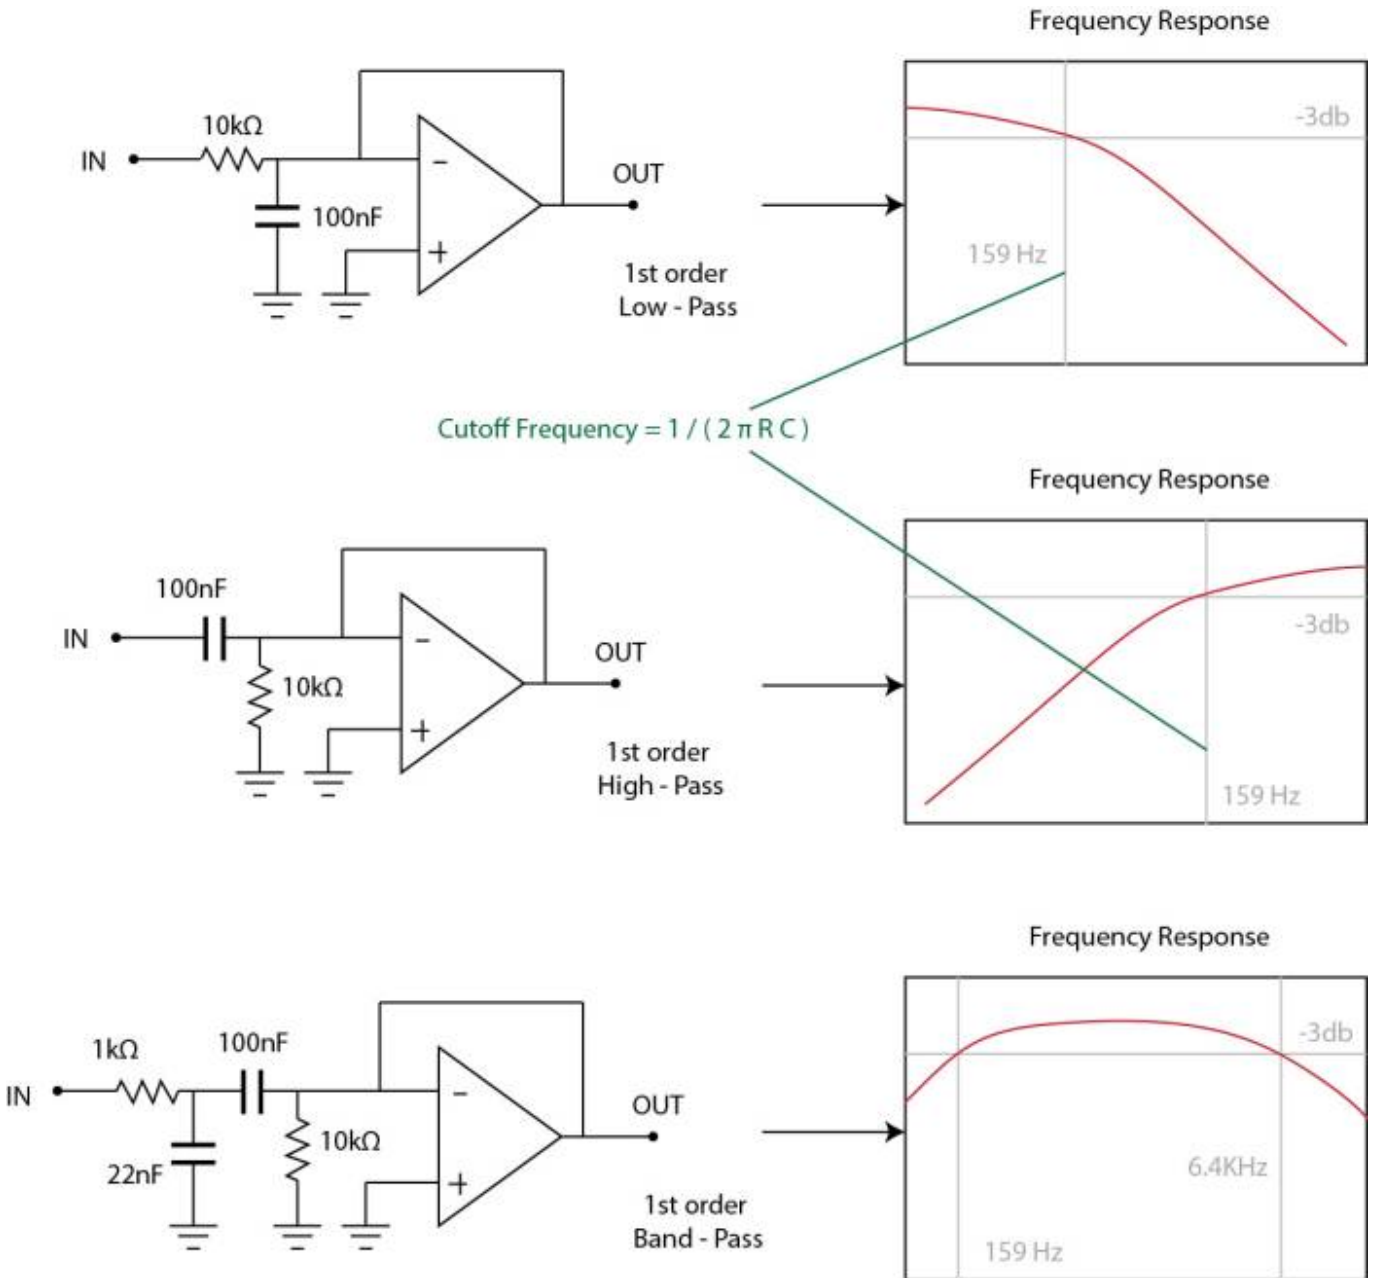 Frequency Response
10kΩ
IN
100nF
−
+
OUT
1st order
Low - Pass
-3db
159 Hz
Cutoff Frequency = 1 / ( 2 π R C )
Frequency Response
100nF
IN
10kΩ
−
+
OUT
1st order
High - Pass
-3db
159 Hz
Frequency Response
1kΩ
100nF
IN
22nF
10kΩ
−
+
OUT
1st order
Band - Pass
-3db
6.4KHz
159 Hz